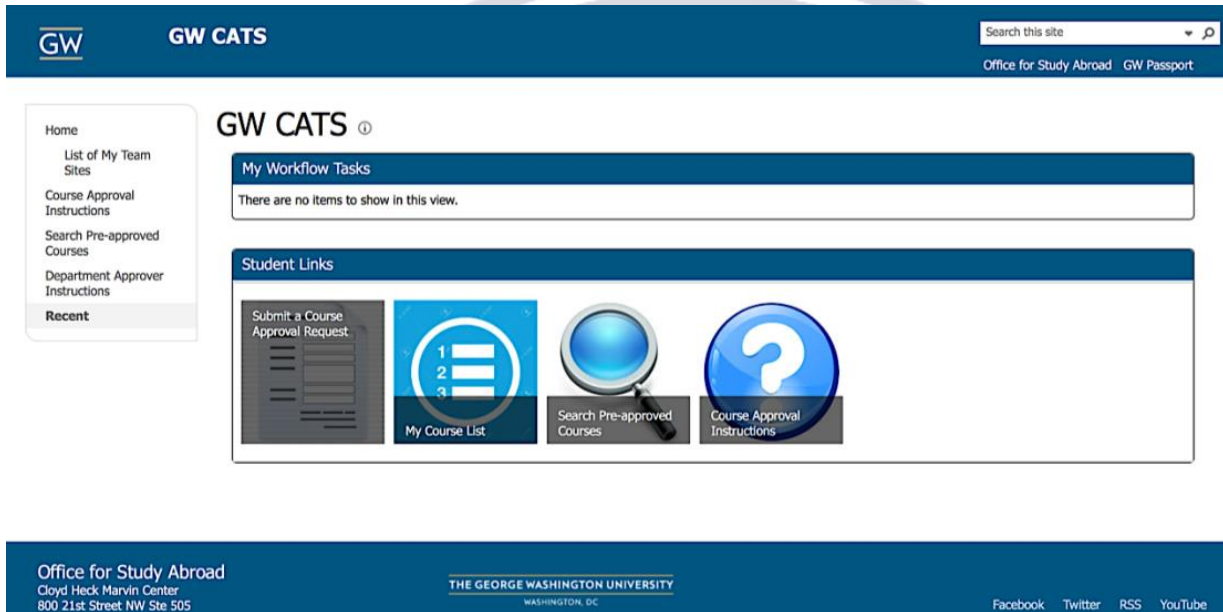 GW
GW CATS
Search this site
Office for Study Abroad GW Passport
Home
List of My Team
Sites
Course Approval
Instructions
Search Pre-approved
Courses
Department Approver
Instructions
Recent
GW CATS
My Workflow Tasks
There are no items to show in this view.
Student Links
Submit a Course
Approval Request
1
2
3
My Course List
Search Pre-approved
Courses
?
Course Approval
Instructions
Office for Study Abroad
Cloyd Heck Marvin Center
800 21st Street NW Ste 505
THE GEORGE WASHINGTON UNIVERSITY
WASHINGTON, DC
Facebook Twitter RSS YouTube